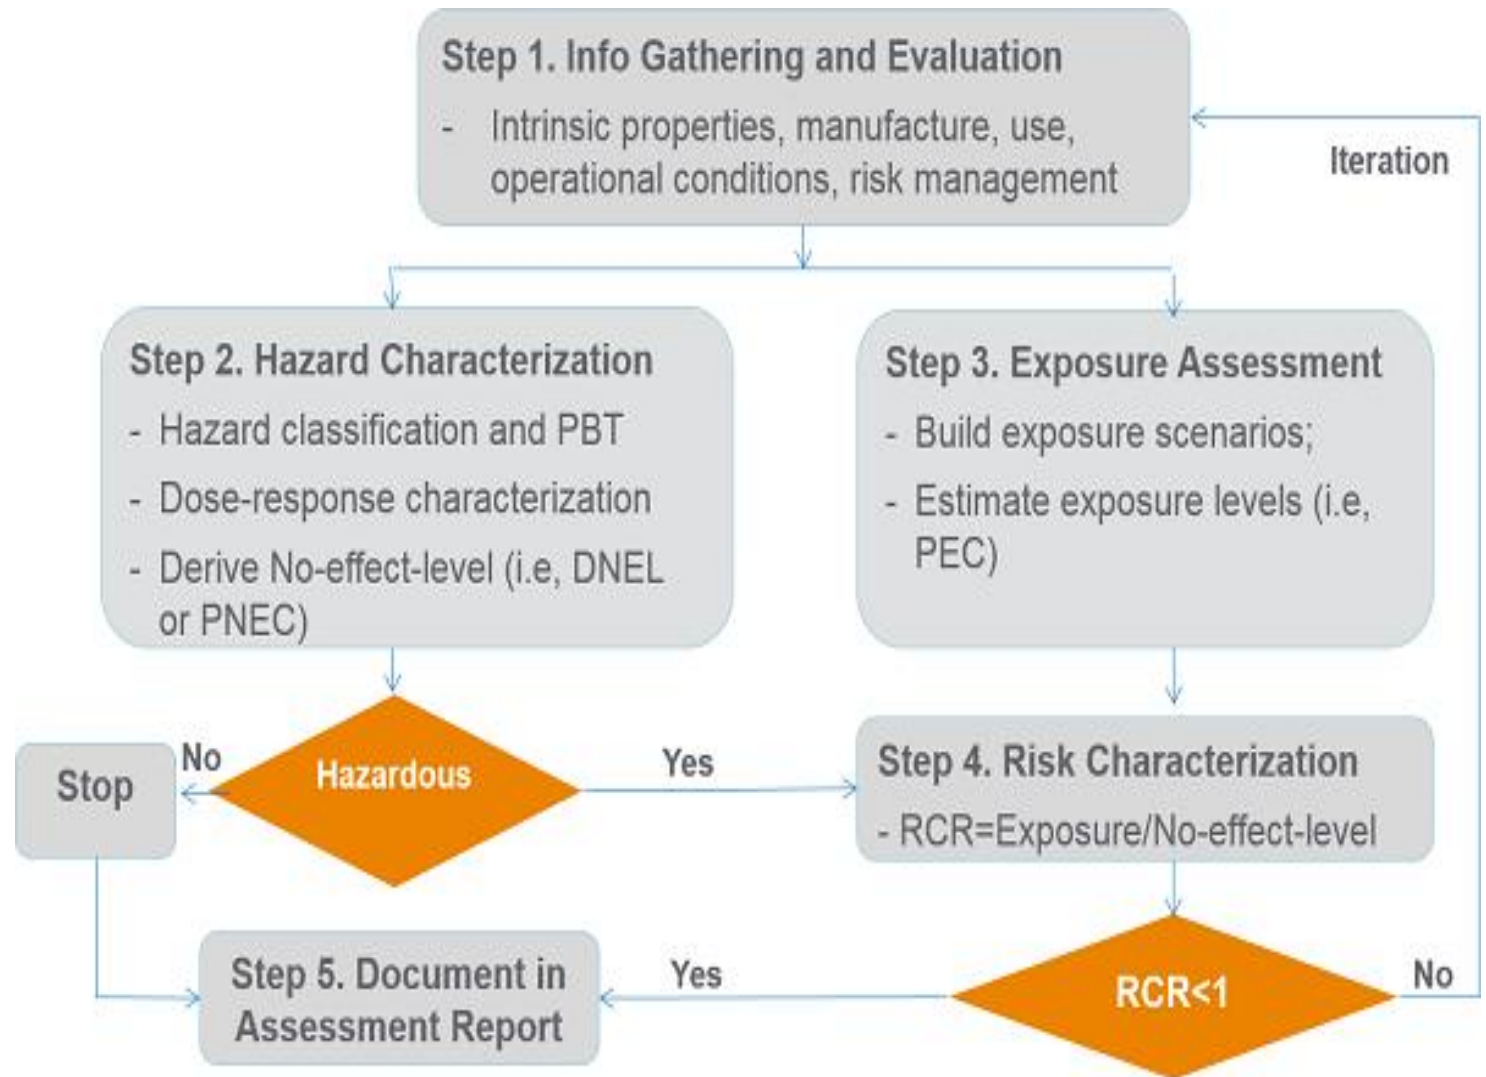 Step 1. Info Gathering and Evaluation
- Intrinsic properties, manufacture, use,
operational conditions, risk management
Iteration
Step 2. Hazard Characterization
- Hazard classification and PBT
- Dose-response characterization
- Derive No-effect-level (i.e, DNEL
or PNEC)
Step 3. Exposure Assessment
- Build exposure scenarios;
- Estimate exposure levels (i.e,
PEC)
Stop
No
Hazardous
Yes
Step 4. Risk Characterization
- RCR=Exposure/No-effect-level
Step 5. Document in
Assessment Report
Yes
RCR<1
No